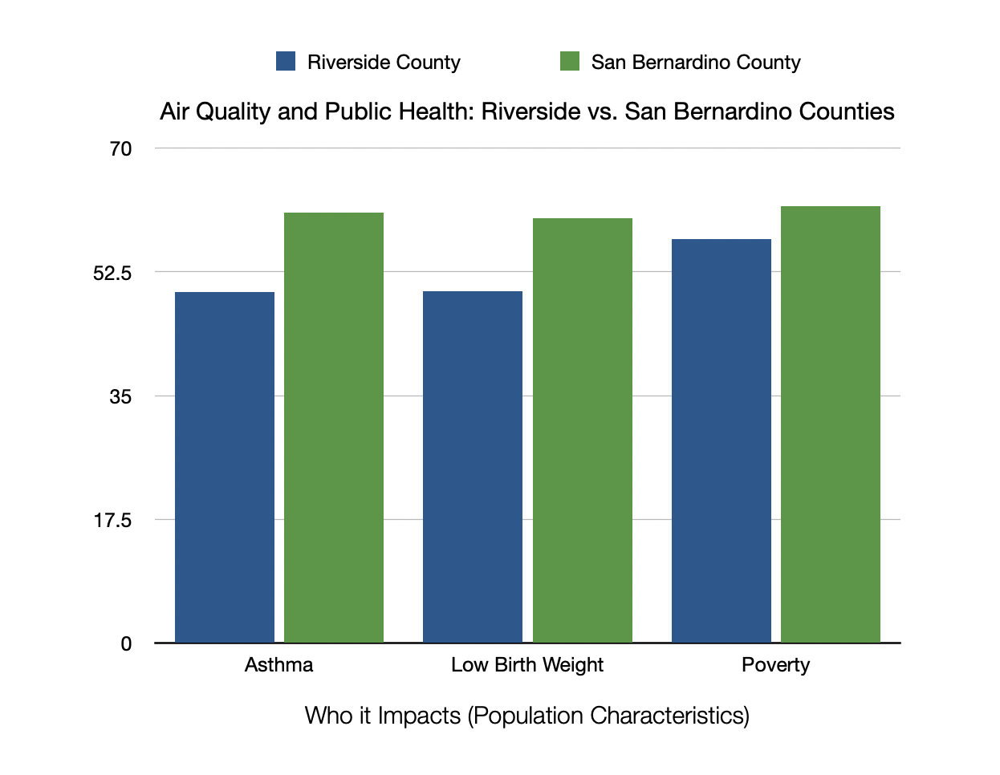 Riverside County
San Bernardino County
Air Quality and Public Health: Riverside vs. San Bernardino Counties
70
52.5
35
17.5
0
Asthma
Low Birth Weight
Poverty
Who it Impacts (Population Characteristics)